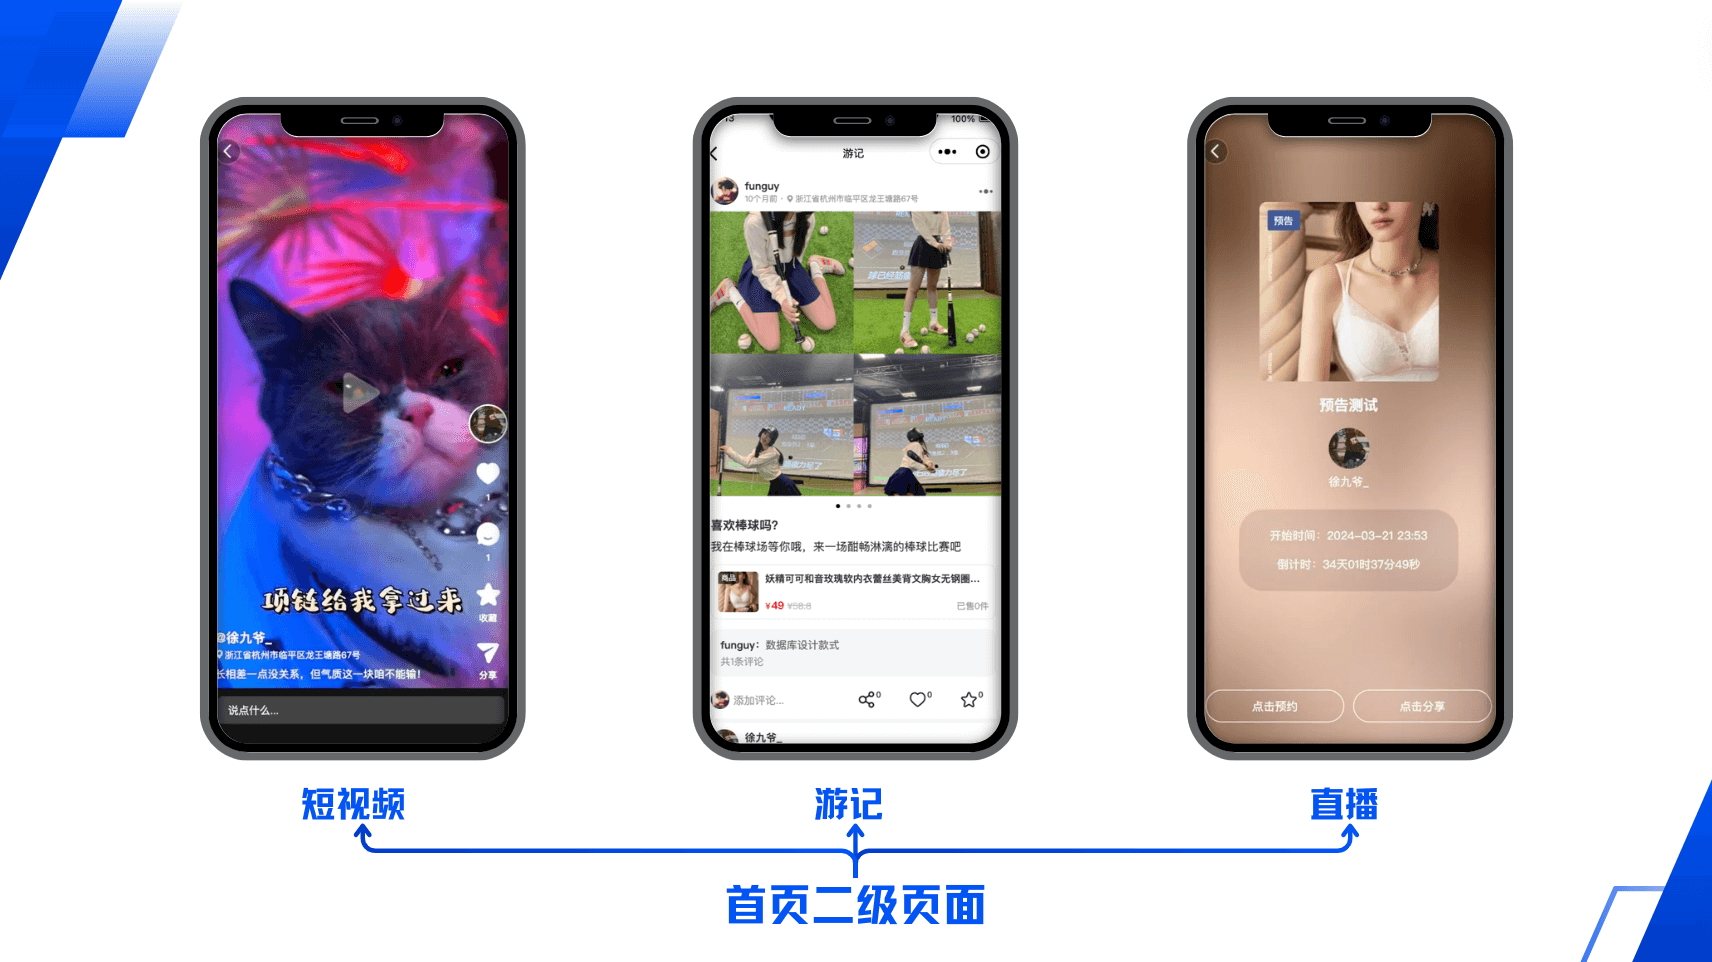 项链给我拿过来
@徐九爷_
浙江省杭州市临平区龙王塘路67号
长相差一点没关系，但气质这一块咱不能输！
1
1
收藏
分享
说点什么...
短视频
100%
游记
funguy
10个月前 · 浙江省杭州市临平区龙王塘路67号
READY
喜欢棒球吗？
我在棒球场等你哦，来一场酣畅淋漓的棒球比赛吧
商品
妖精可可和音玫瑰软内衣蕾丝美背文胸女无钢圈...
¥49 ¥58.8
已售0件
funguy：数据库设计款式
共1条评论
添加评论...
0
0
0
徐九爷_
游记
预告
预告测试
徐九爷_
开始时间：2024-03-21 23:53
倒计时：34天01时37分49秒
点击预约
点击分享
直播
首页二级页面